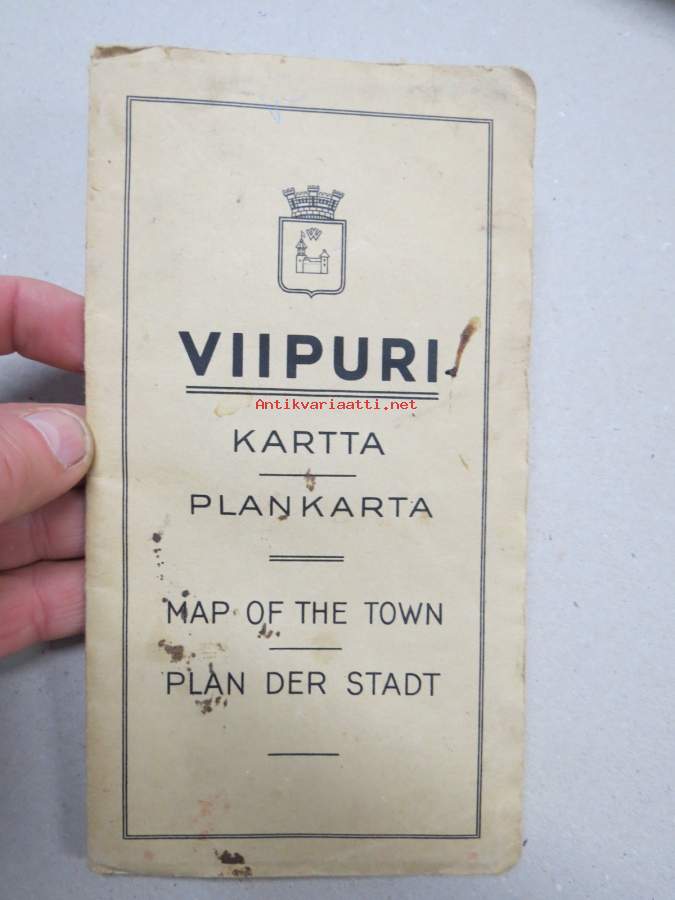 W
VIIPURI
Antikvariaatti.net
KARTTA
PLANKARTA
MAP OF THE TOWN
PLAN DER STADT